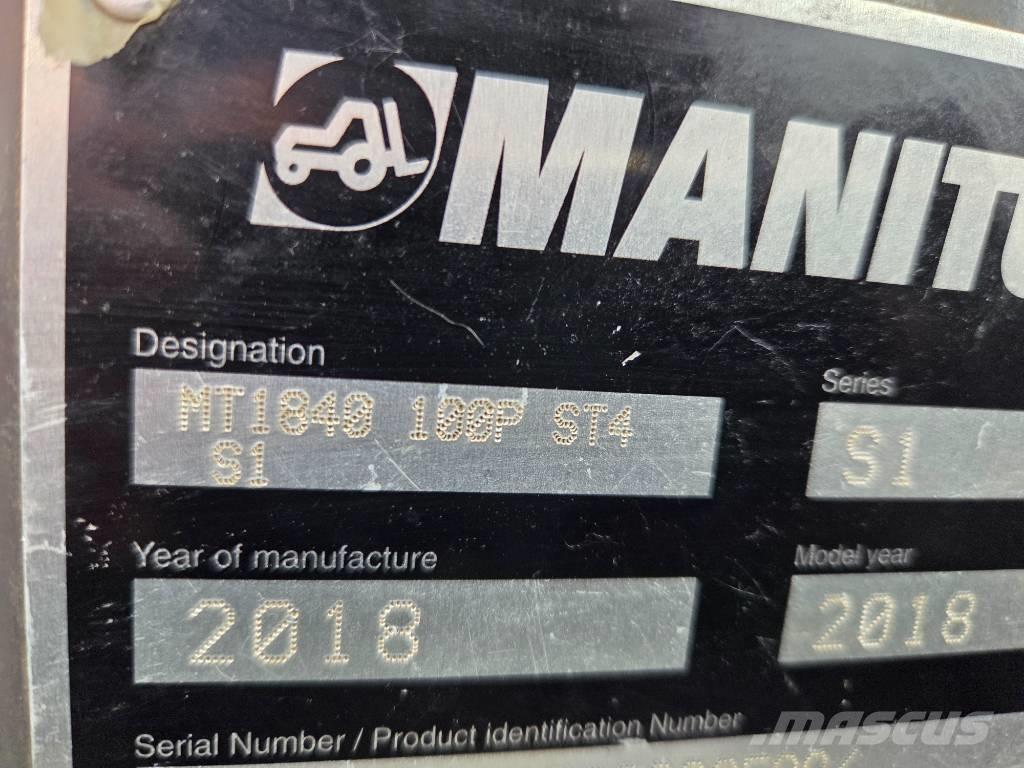 MANITO
Designation
Series
MT1840 100P ST4
S1
S1
Year of manufacture
Model year
2018
2018
Serial Number / Product identification Number
MASCUS